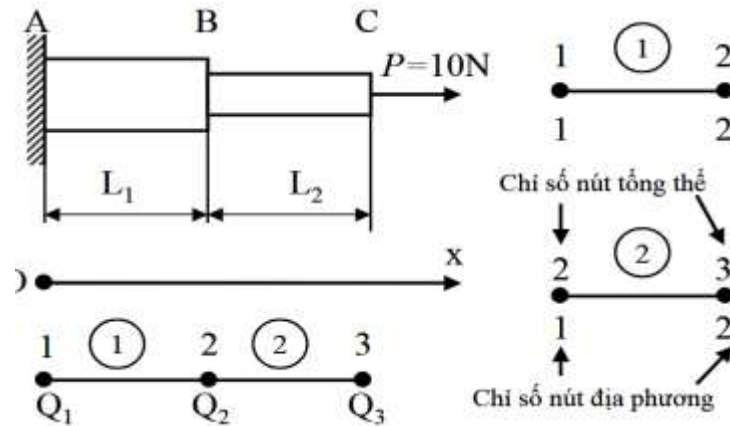 A B C
P=10N
L1 L2
x
1 1 2 2 3
Q1 Q2 Q3
1 1 2
1 2
Chỉ số nút tổng thể
2 2 3
1 2
Chỉ số nút địa phương